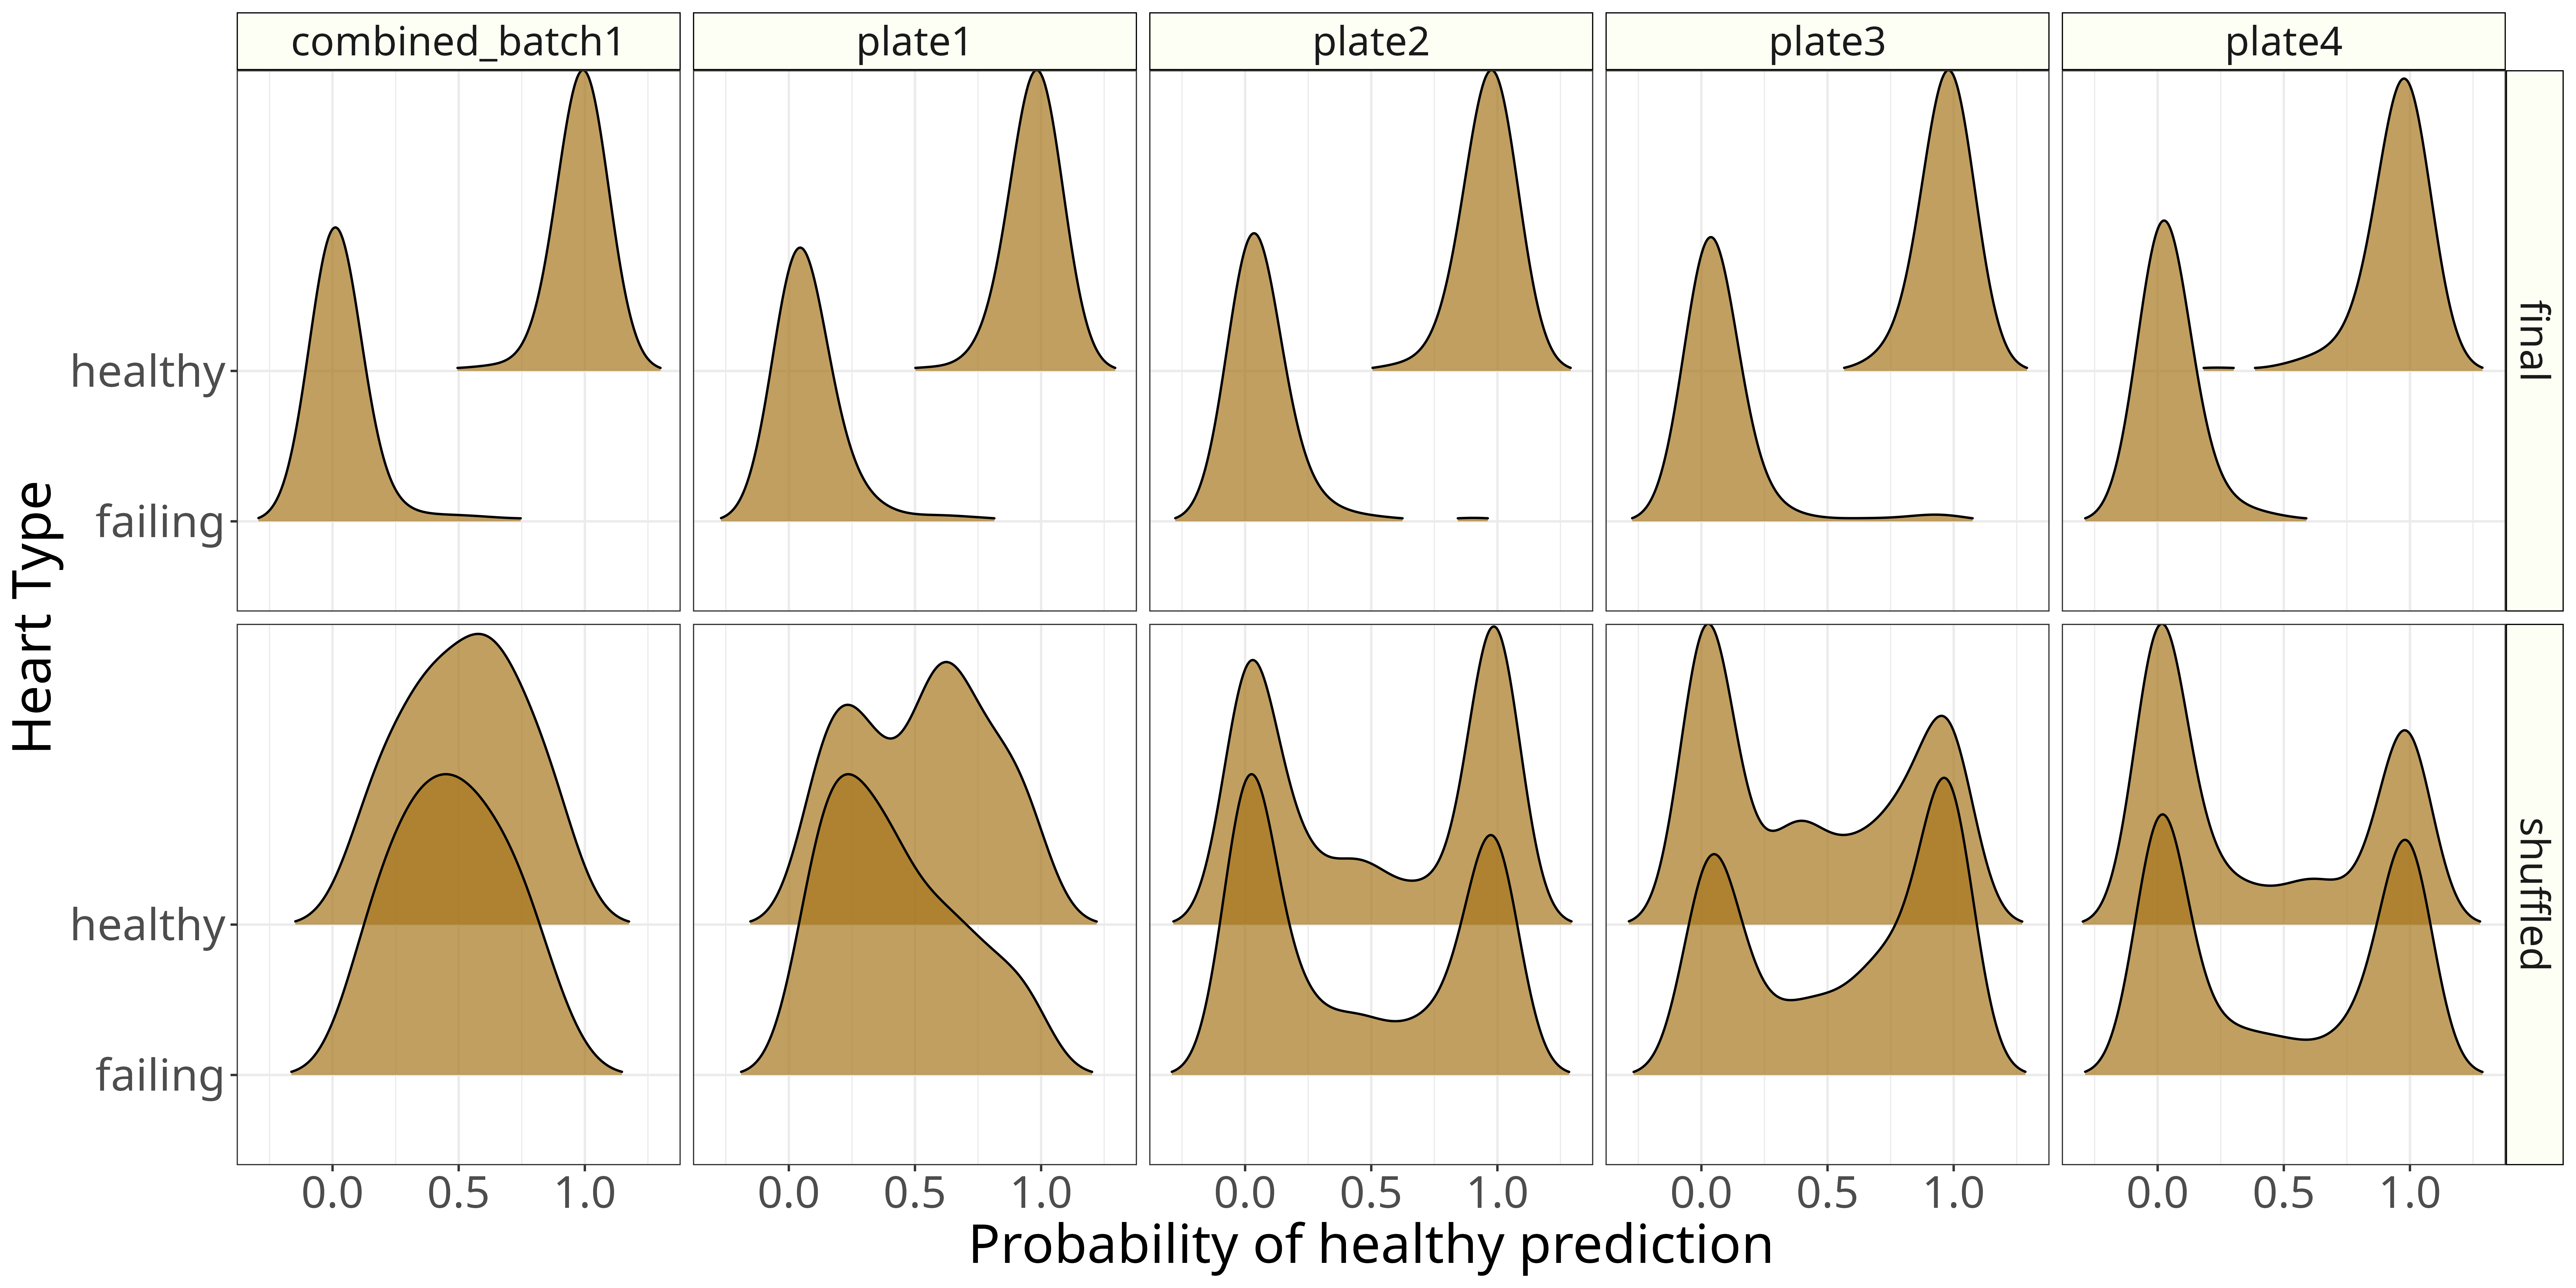 combined_batch1
plate1
plate2
plate3
plate4
healthy
failing
final
Heart Type
healthy
failing
shuffled
0.0 0.5 1.0
0.0 0.5 1.0
0.0 0.5 1.0
0.0 0.5 1.0
0.0 0.5 1.0
Probability of healthy prediction